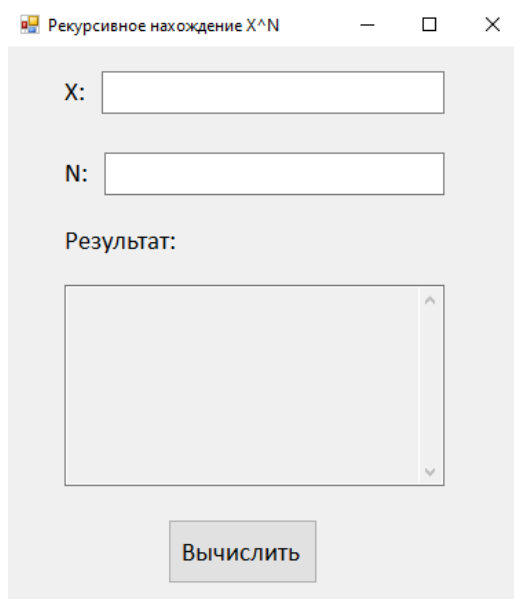 Рекурсивное нахождение X^N
X:
N:
Результат:
Вычислить